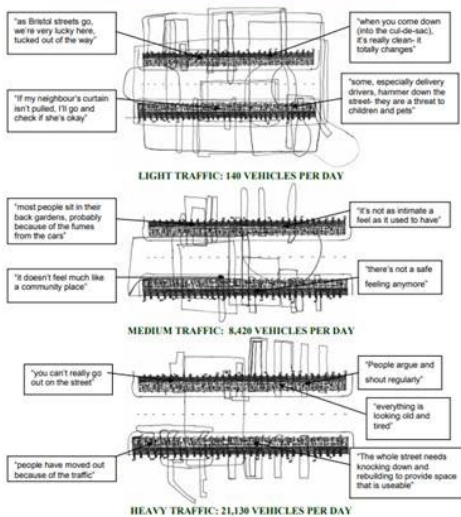 "as Bristol streets go,
we're very lucky here,
tucked out of the way"
"when you come down
(into the cul-de-sac),
it's really clean- it
totally changes"
"If my neighbour's curtain
isn't pulled, I'll go and
check if she's okay"
"some, especially delivery
drivers, hammer down the
street- they are a threat to
children and pets"
LIGHT TRAFFIC: 140 VEHICLES PER DAY
"most people sit in their
back gardens, probably
because of the fumes
from the cars"
"it's not as intimate a
feel as it used to have"
"it doesn't feel much like
a community place"
"there's not a safe
feeling anymore"
MEDIUM TRAFFIC: 8,420 VEHICLES PER DAY
"you can't really go
out on the street"
"People argue and
shout regularly"
"everything is
looking old and
tired"
"people have moved out
because of the traffic"
"The whole street needs
knocking down and
rebuilding to provide space
that is useable"
HEAVY TRAFFIC: 21,130 VEHICLES PER DAY